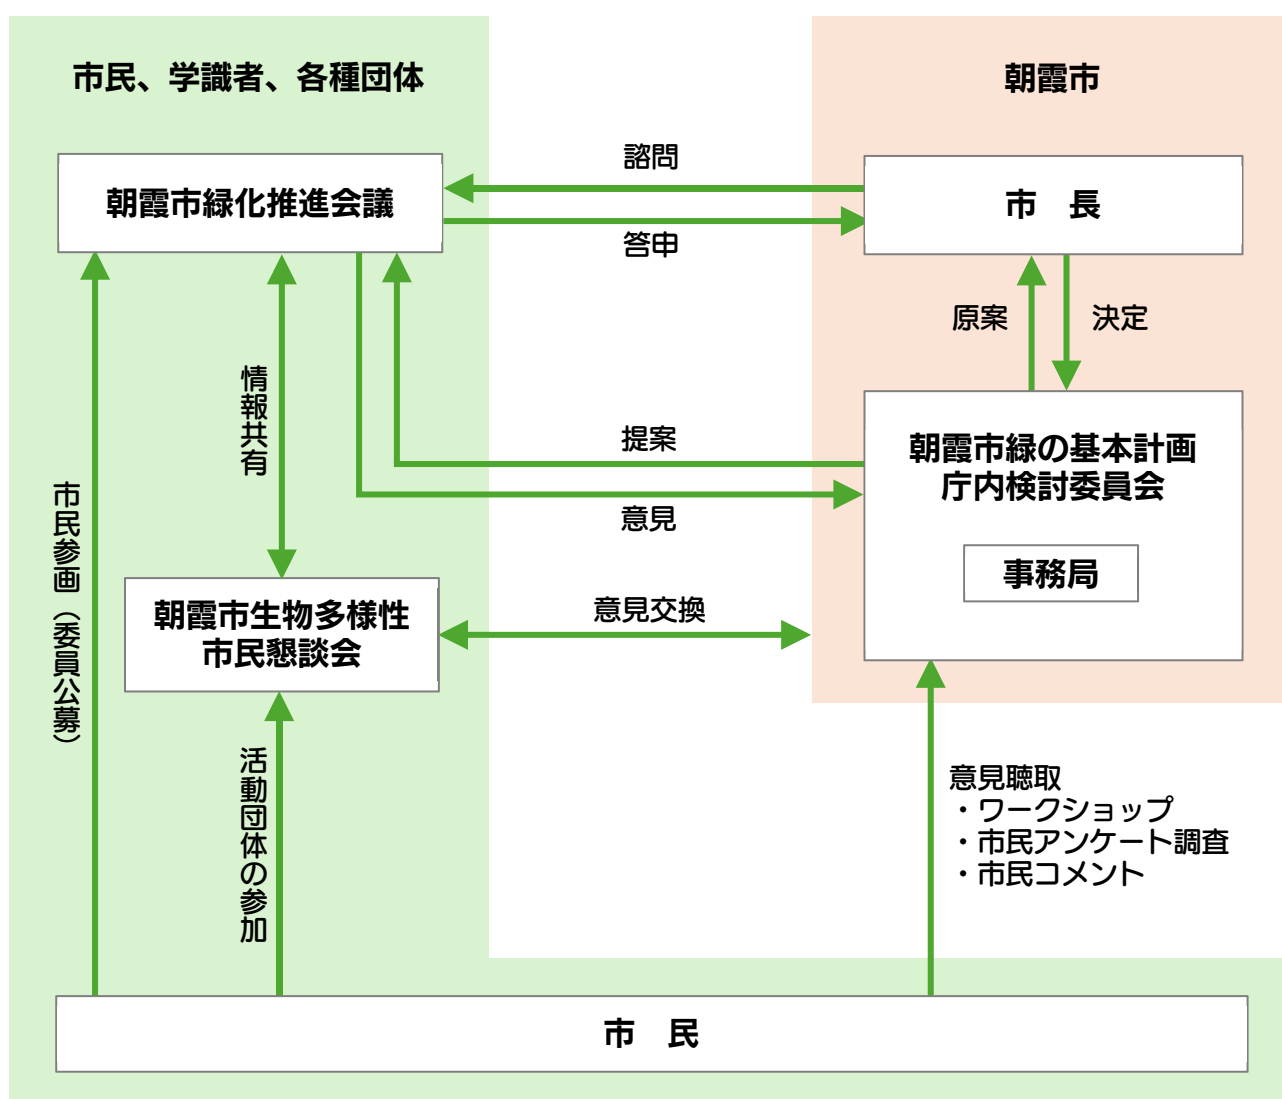 市民、学識者、各種団体
朝霞市
諮問
朝霞市緑化推進会議
市　長
答申
原案
決定
情報共有
提案
朝霞市緑の基本計画
庁内検討委員会
意見
市民参画（委員公募）
事務局
朝霞市生物多様性
市民懇談会
意見交換
活動団体の参加
意見聴取
・ワークショップ
・市民アンケート調査
・市民コメント
市　民